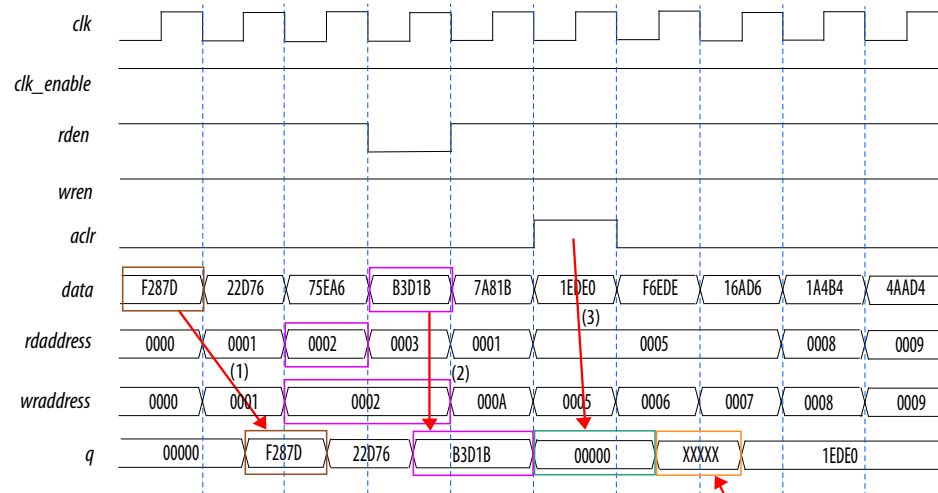 clk
clk_enable
rden
wren
aclr
data F287D 22D76 75EA6 B3D1B 7A81B 1EDE0 F6EDE 16AD6 1A4B4 4AAD4
(3)
rdaddress 0000 0001 0002 0003 0001 0005 0008 0009
(1) (2)
wraddress 0000 0001 0002 000A 0005 0006 0007 0008 0009
q 00000 F287D 22D76 B3D1B 00000 XXXXX 1EDE0